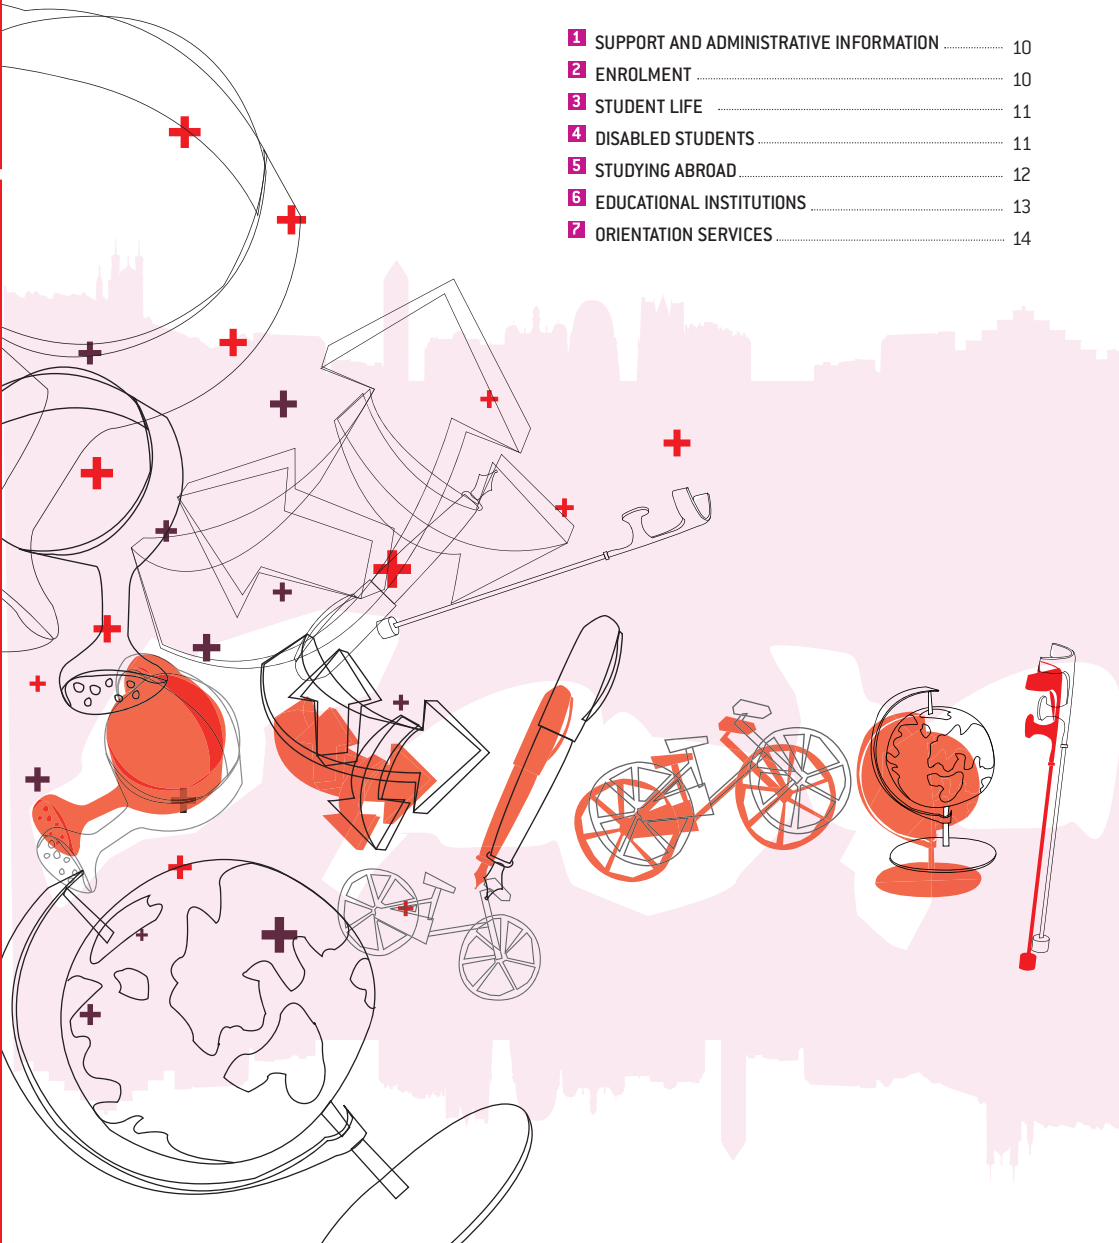 1 SUPPORT AND ADMINISTRATIVE INFORMATION 10
2 ENROLMENT 10
3 STUDENT LIFE 11
4 DISABLED STUDENTS 11
5 STUDYING ABROAD 12
6 EDUCATIONAL INSTITUTIONS 13
7 ORIENTATION SERVICES 14